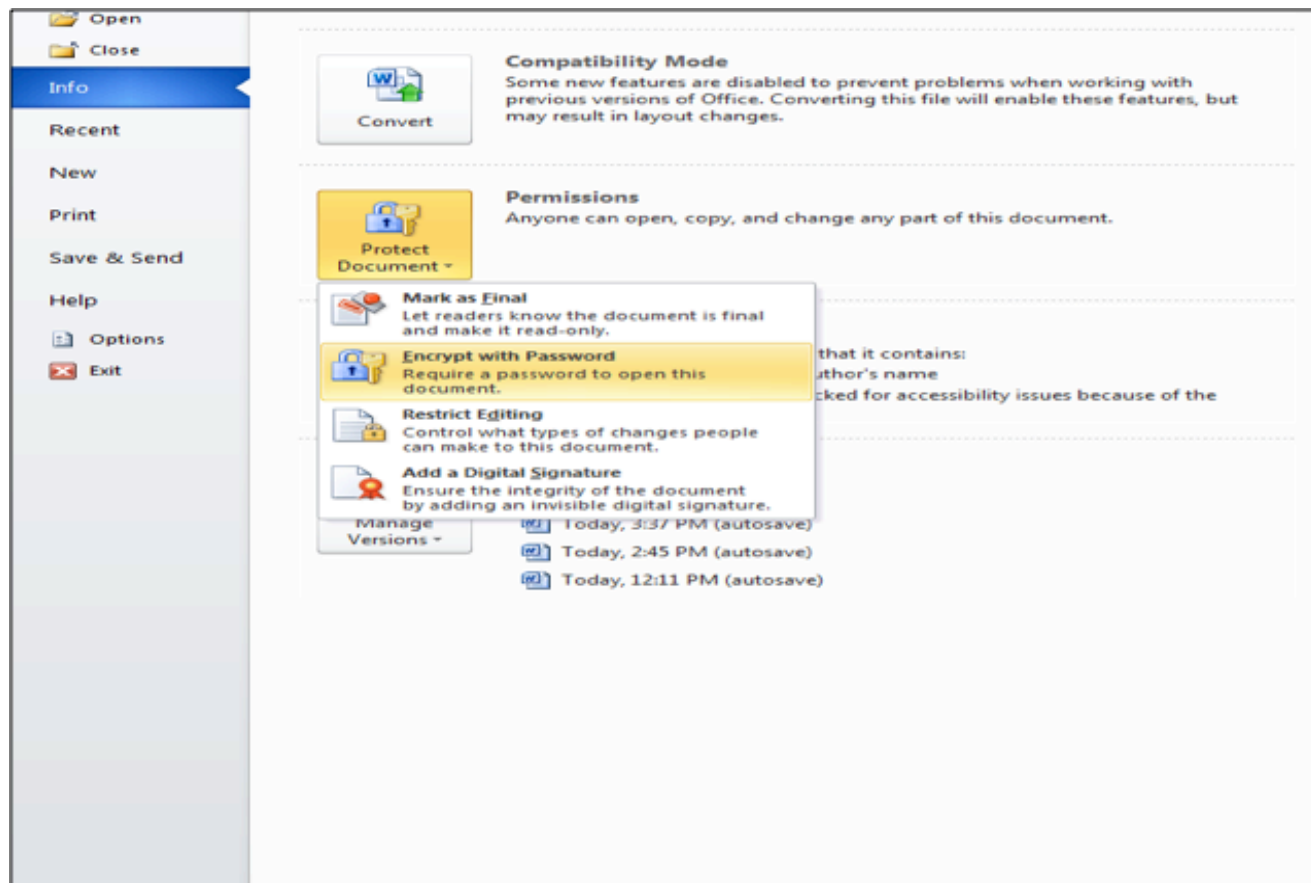 Open
Close
Info
Recent
New
Print
Save & Send
Help
Options
Exit
Convert
Compatibility Mode
Some new features are disabled to prevent problems when working with
previous versions of Office. Converting this file will enable these features, but
may result in layout changes.
Protect
Document
Permissions
Anyone can open, copy, and change any part of this document.
Mark as Final
Let readers know the document is final
and make it read-only.
Encrypt with Password
Require a password to open this
document.
Restrict Editing
Control what types of changes people
can make to this document.
Add a Digital Signature
Ensure the integrity of the document
by adding an invisible digital signature.
that it contains:
uthor's name
cked for accessibility issues because of the
Manage
Versions
Today, 3:37 PM (autosave)
Today, 2:45 PM (autosave)
Today, 12:11 PM (autosave)